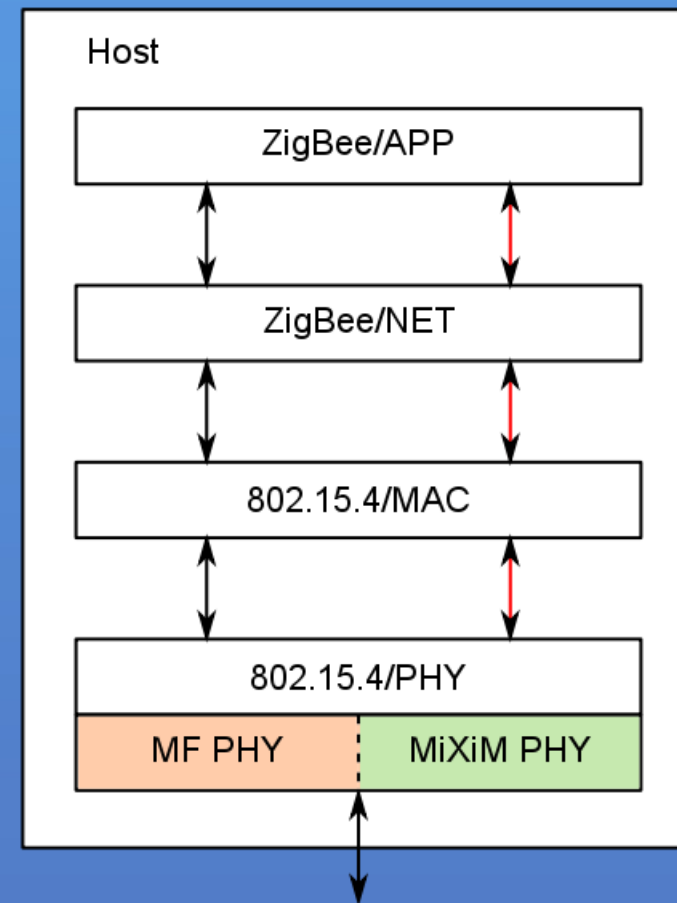 Host
ZigBee/APP
ZigBee/NET
802.15.4/MAC
802.15.4/PHY
MF PHY
MiXiM PHY